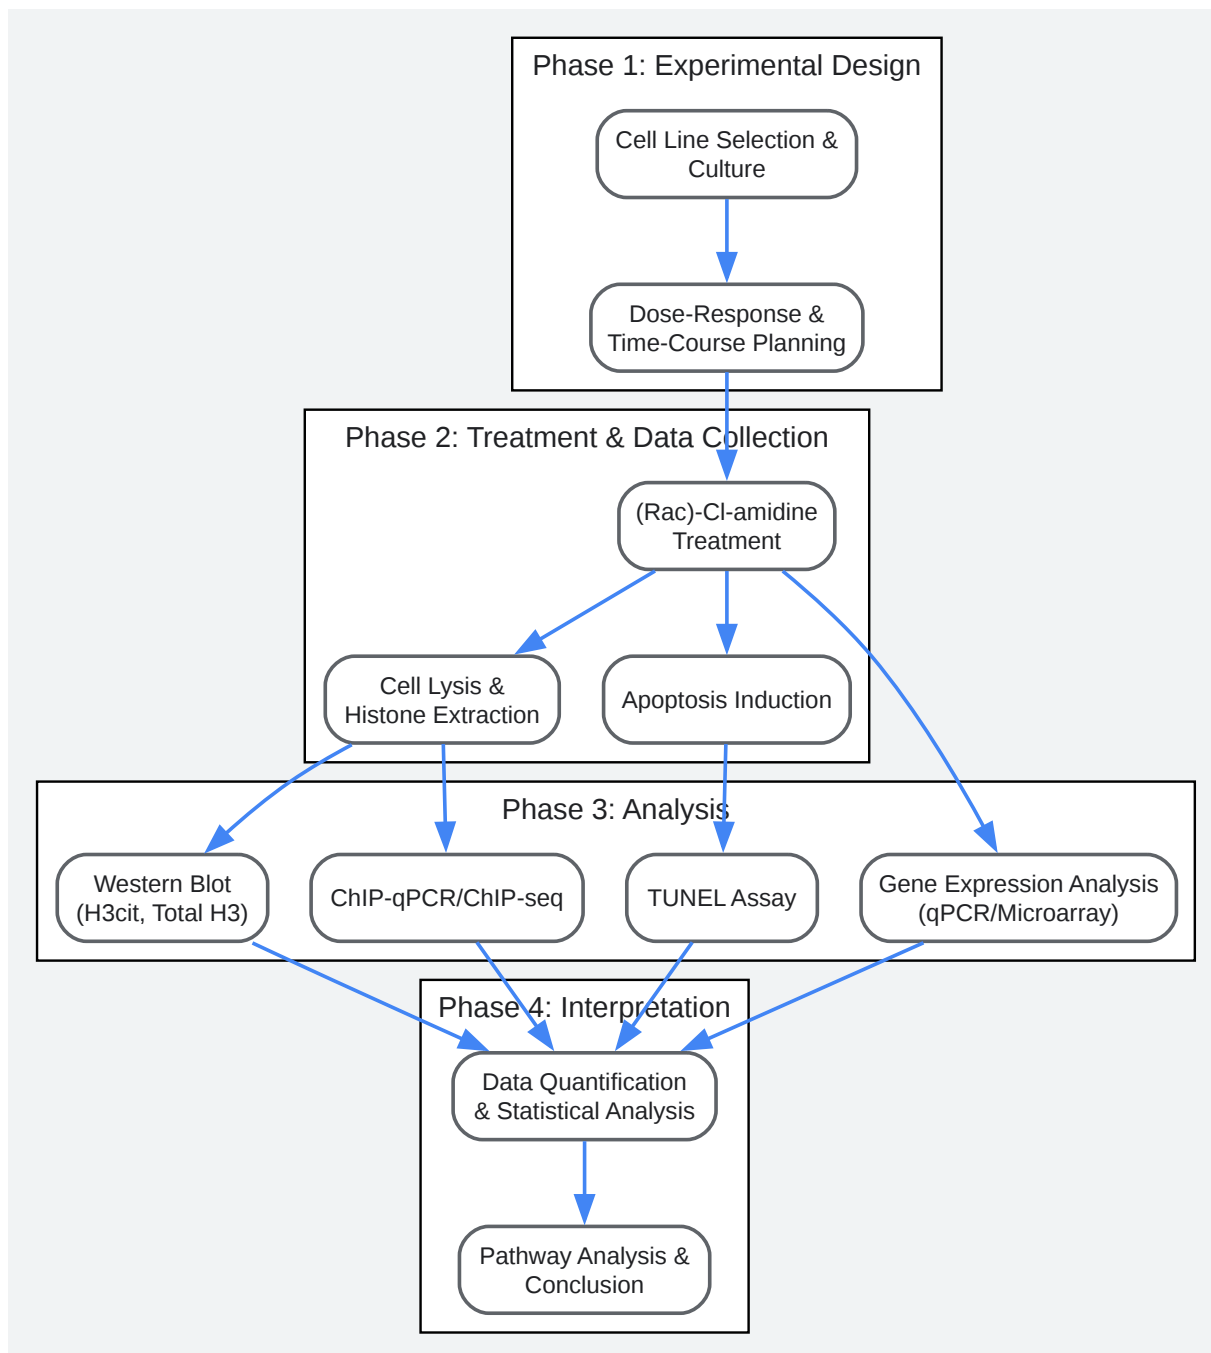 Phase 1: Experimental Design
Cell Line Selection &
Culture
Dose-Response &
Time-Course Planning
Phase 2: Treatment & Data Collection
(Rac)-Cl-amidine
Treatment
Cell Lysis &
Histone Extraction
Apoptosis Induction
Phase 3: Analysis
Western Blot
(H3cit, Total H3)
ChIP-qPCR/ChIP-seq
TUNEL Assay
Gene Expression Analysis
(qPCR/Microarray)
Phase 4: Interpretation
Data Quantification
& Statistical Analysis
Pathway Analysis &
Conclusion